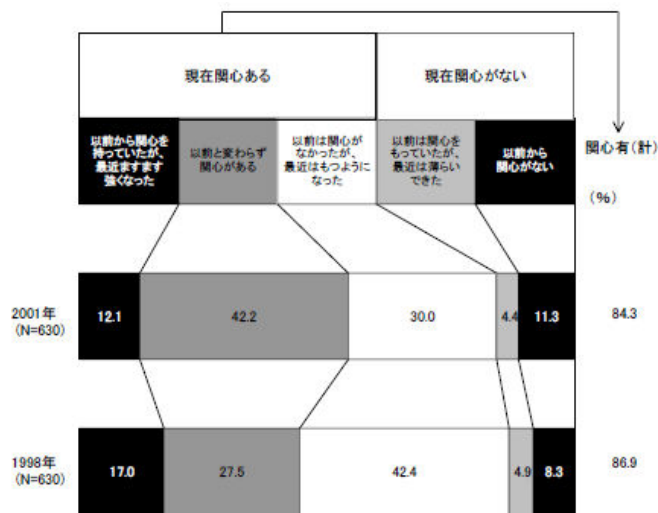 現在関心ある
現在関心がない
以前から関心を
持っていたが、
最近ますます
強くなった
以前と変わらず
関心がある
以前は関心が
なかったが、
最近はもつように
なった
以前は関心を
もっていたが、
最近は薄らい
できた
以前から
関心がない
関心有(計)
(%)
2001年
(N=630)
12.1
42.2
30.0
4.4
11.3
84.3
1998年
(N=630)
17.0
27.5
42.4
4.9
8.3
86.9